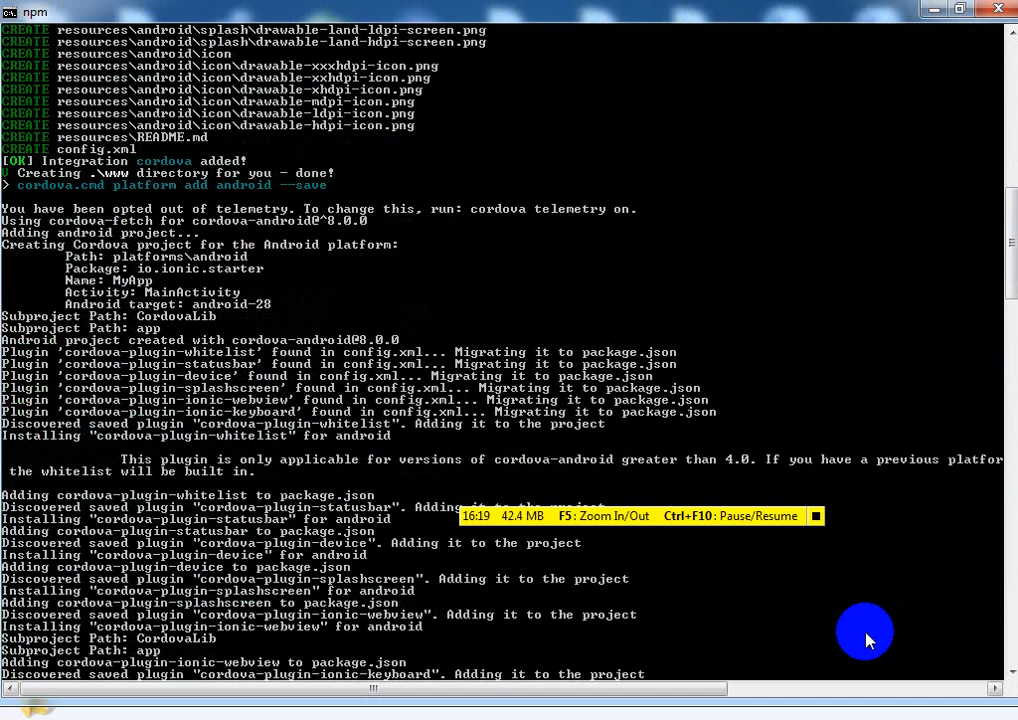 npm
CREATE resources\android\splash\drawable-land-ldpi-screen.png
CREATE resources\android\splash\drawable-land-hdpi-screen.png
CREATE resources\android\icon
CREATE resources\android\icon\drawable-xxxhdpi-icon.png
CREATE resources\android\icon\drawable-xxhdpi-icon.png
CREATE resources\android\icon\drawable-xhdpi-icon.png
CREATE resources\android\icon\drawable-mdpi-icon.png
CREATE resources\android\icon\drawable-ldpi-icon.png
CREATE resources\android\icon\drawable-hdpi-icon.png
CREATE resources\README.md
CREATE config.xml
[OK] Integration cordova added!
V Creating .\www directory for you - done!
> cordova.cmd platform add android --save
You have been opted out of telemetry. To change this, run: cordova telemetry on.
Using cordova-fetch for cordova-android@^8.0.0
Adding android project...
Creating Cordova project for the Android platform:
Path: platforms\android
Package: io.ionic.starter
Name: MyApp
Activity: MainActivity
Android target: android-28
Subproject Path: CordovaLib
Subproject Path: app
Android project created with cordova-android@8.0.0
Plugin 'cordova-plugin-whitelist' found in config.xml... Migrating it to package.json
Plugin 'cordova-plugin-statusbar' found in config.xml... Migrating it to package.json
Plugin 'cordova-plugin-device' found in config.xml... Migrating it to package.json
Plugin 'cordova-plugin-splashscreen' found in config.xml... Migrating it to package.json
Plugin 'cordova-plugin-ionic-webview' found in config.xml... Migrating it to package.json
Plugin 'cordova-plugin-ionic-keyboard' found in config.xml... Migrating it to package.json
Discovered saved plugin "cordova-plugin-whitelist". Adding it to the project
Installing "cordova-plugin-whitelist" for android
This plugin is only applicable for versions of cordova-android greater than 4.0. If you have a previous platfor
the whitelist will be built in.
Adding cordova-plugin-whitelist to package.json
Discovered saved plugin "cordova-plugin-statusbar". Adding it to the project
Installing "cordova-plugin-statusbar" for android
16:19 42.4 MB F5: Zoom In/Out Ctrl+F10: Pause/Resume
Adding cordova-plugin-statusbar to package.json
Discovered saved plugin "cordova-plugin-device". Adding it to the project
Installing "cordova-plugin-device" for android
Adding cordova-plugin-device to package.json
Discovered saved plugin "cordova-plugin-splashscreen". Adding it to the project
Installing "cordova-plugin-splashscreen" for android
Adding cordova-plugin-splashscreen to package.json
Discovered saved plugin "cordova-plugin-ionic-webview". Adding it to the project
Installing "cordova-plugin-ionic-webview" for android
Subproject Path: CordovaLib
Subproject Path: app
Adding cordova-plugin-ionic-webview to package.json
Discovered saved plugin "cordova-plugin-ionic-keyboard". Adding it to the project